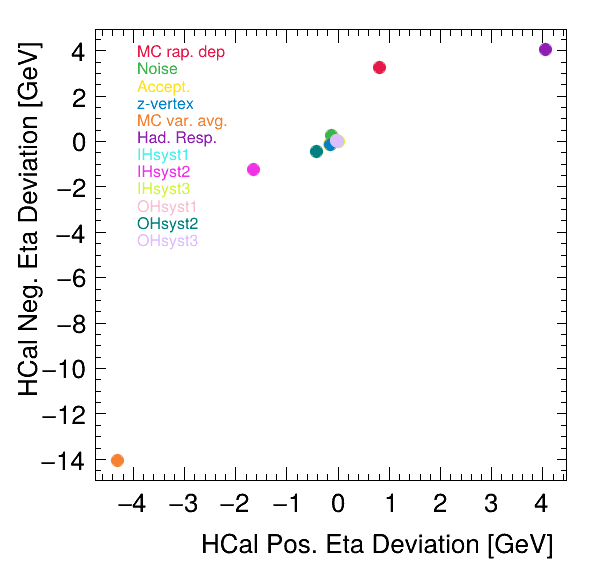 HCal Neg. Eta Deviation [GeV]
4
2
0
−2
−4
−6
−8
−10
−12
−14
MC rap. dep
Noise
Accept.
z-vertex
MC var. avg.
Had. Resp.
IHsyst1
IHsyst2
IHsyst3
OHsyst1
OHsyst2
OHsyst3
−4 −3 −2 −1 0 1 2 3 4
HCal Pos. Eta Deviation [GeV]